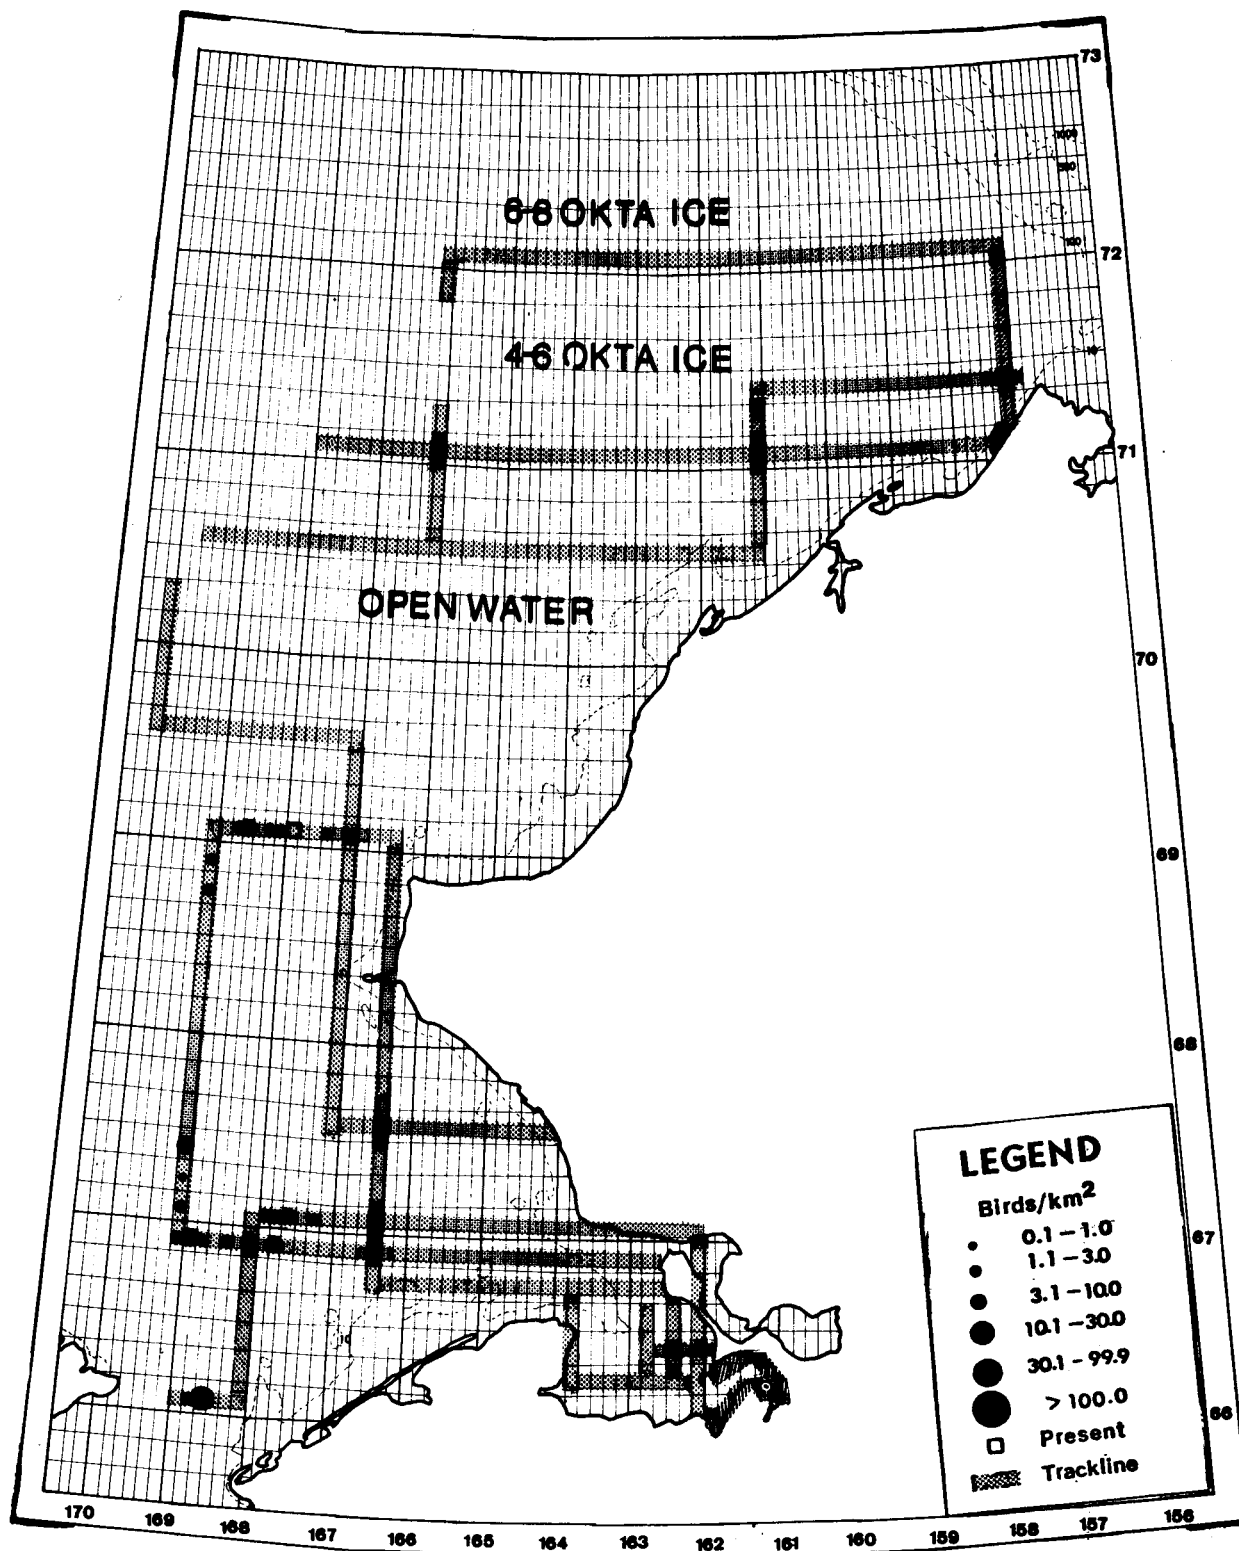 73
1000
100
72
6-8 OKTA ICE
4-6 OKTA ICE
10
71
OPEN WATER
70
69
68
LEGEND
Birds/km²
0.1 – 1.0
1.1 – 3.0
3.1 – 10.0
10.1 – 30.0
30.1 – 99.9
> 100.0
Present
Trackline
67
66
170 169 168 167 166 165 164 163 162 161 160 159 158 157 156